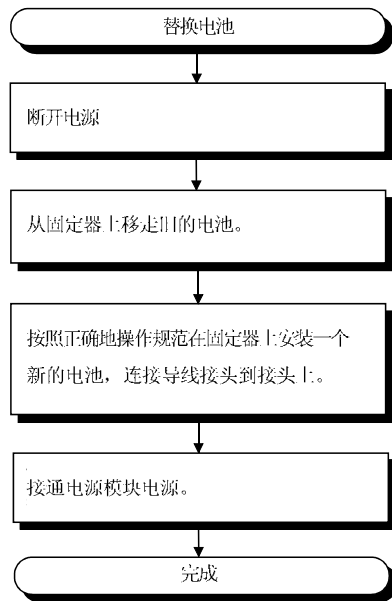 替换电池
断开电源
从固定器上移走旧的电池。
按照正确地操作规范在固定器上安装一个
新的电池，连接导线接头到接头上。
接通电源模块电源。
完成